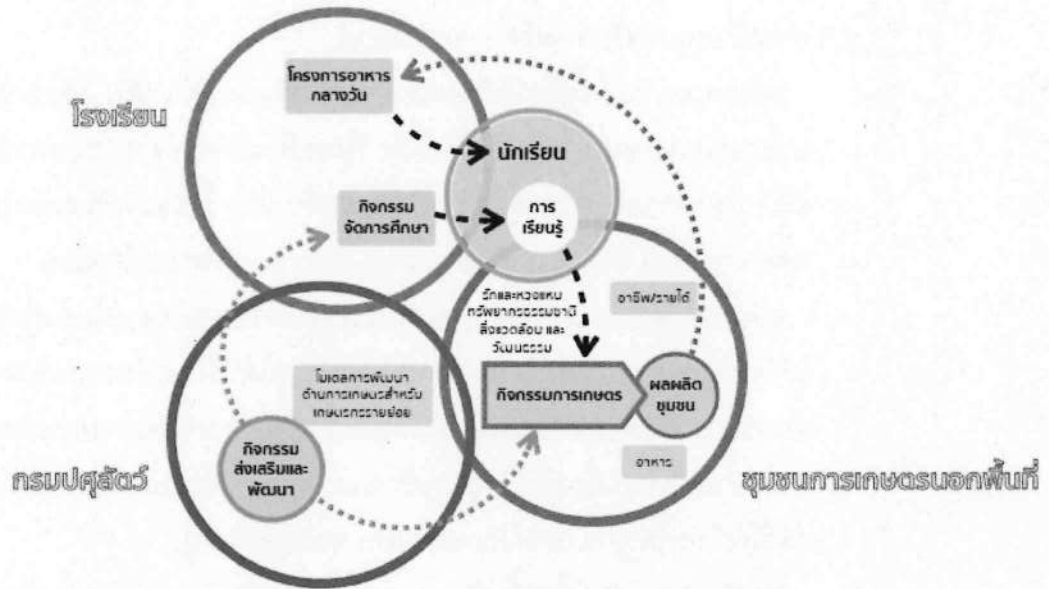 โครงการอาหาร
กลางวัน
โรงเรียน
นักเรียน
กิจกรรม
จัดการศึกษา
การ
เรียนรู้
รักและหวงแหน
ทรัพยากรธรรมชาติ
สิ่งแวดล้อม และ
วัฒนธรรม
อาชีพ/รายได้
โมเดลการพัฒนา
ด้านการเกษตรสำหรับ
เกษตรกรรายย่อย
กิจกรรมการเกษตร
ผลผลิต
ชุมชน
กิจกรรม
ส่งเสริมและ
พัฒนา
อาหาร
กรมปศุสัตว์
ชุมชนการเกษตรนอกพื้นที่